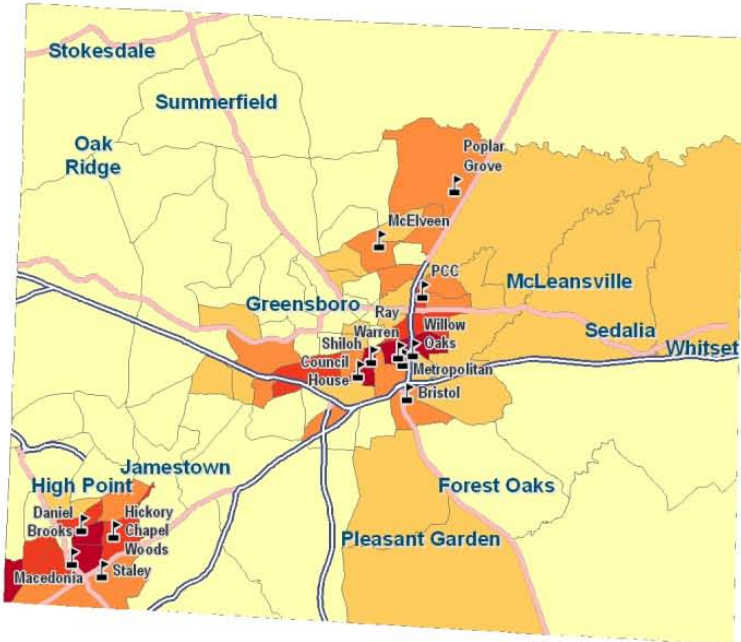 Stokesdale
Summerfield
Oak
Ridge
Poplar
Grove
McElveen
PCC
McLeansville
Greensboro
Ray
Warren
Willow
Oaks
Sedalia
Shiloh
Whitset
Council
House
Metropolitan
Bristol
Jamestown
High Point
Forest Oaks
Daniel
Brooks
Hickory
Chapel
Woods
Pleasant Garden
Macedonia
Staley